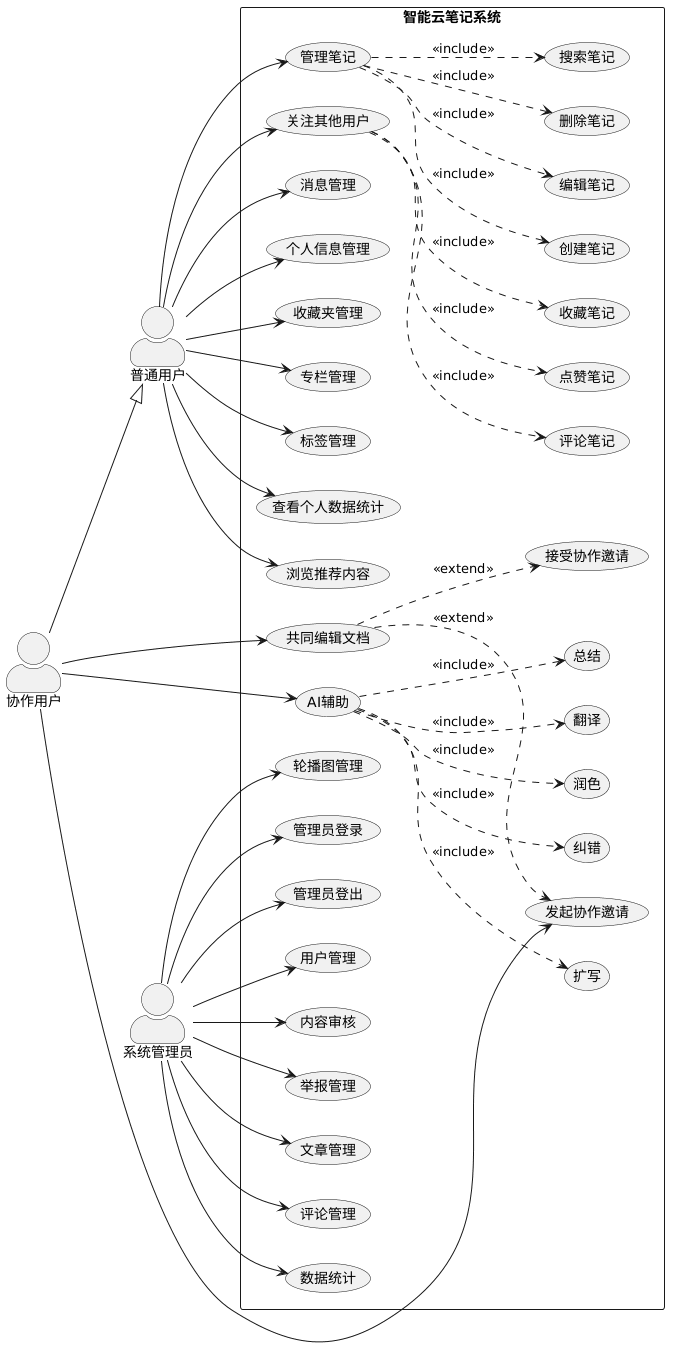 智能云笔记系统
管理笔记
«include»
搜索笔记
«include»
关注其他用户
«include»
删除笔记
消息管理
«include»
编辑笔记
个人信息管理
«include»
创建笔记
收藏夹管理
«include»
收藏笔记
普通用户
专栏管理
«include»
点赞笔记
标签管理
评论笔记
查看个人数据统计
浏览推荐内容
«extend»
接受协作邀请
共同编辑文档
«extend»
协作用户
AI辅助
«include»
总结
«include»
翻译
轮播图管理
«include»
润色
管理员登录
«include»
纠错
管理员登出
«include»
发起协作邀请
用户管理
扩写
系统管理员
内容审核
举报管理
文章管理
评论管理
数据统计